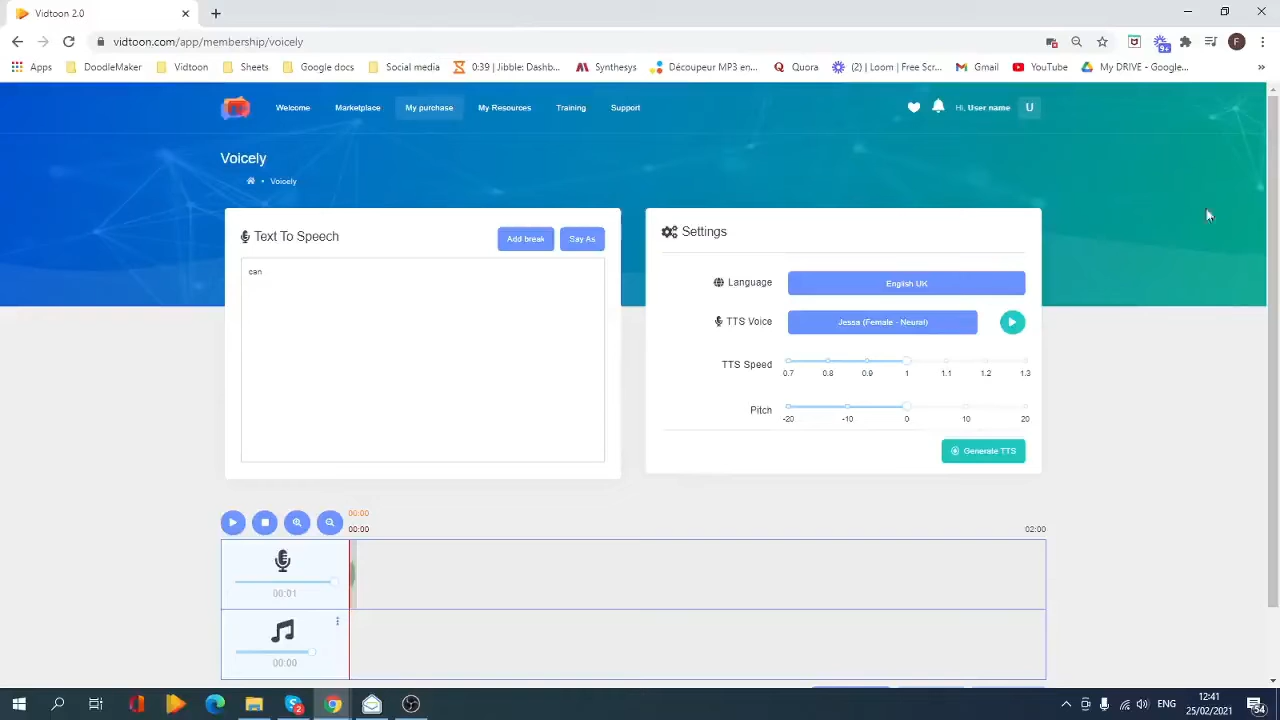 Vidtoon 2.0
vidtoon.com/app/membership/voicely
9+
F
Apps DoodleMaker Vidtoon Sheets Google docs Social media 0:39 | Jibble: Dashb... Synthesys Découpeur MP3 en... Quora (2) | Loom | Free Scr... Gmail YouTube My DRIVE - Google... »
Welcome Marketplace My purchase My Resources Training Support Hi, User name U
Voicely
Voicely
Text To Speech Add break Say As
can
Settings
Language English UK
TTS Voice Jessa (Female - Neural)
TTS Speed
0.7 0.8 0.9 1 1.1 1.2 1.3
Pitch
-20 -10 0 10 20
Generate TTS
00:00
00:00 02:00
00:01
00:00
2
ENG
12:41
25/02/2021
54